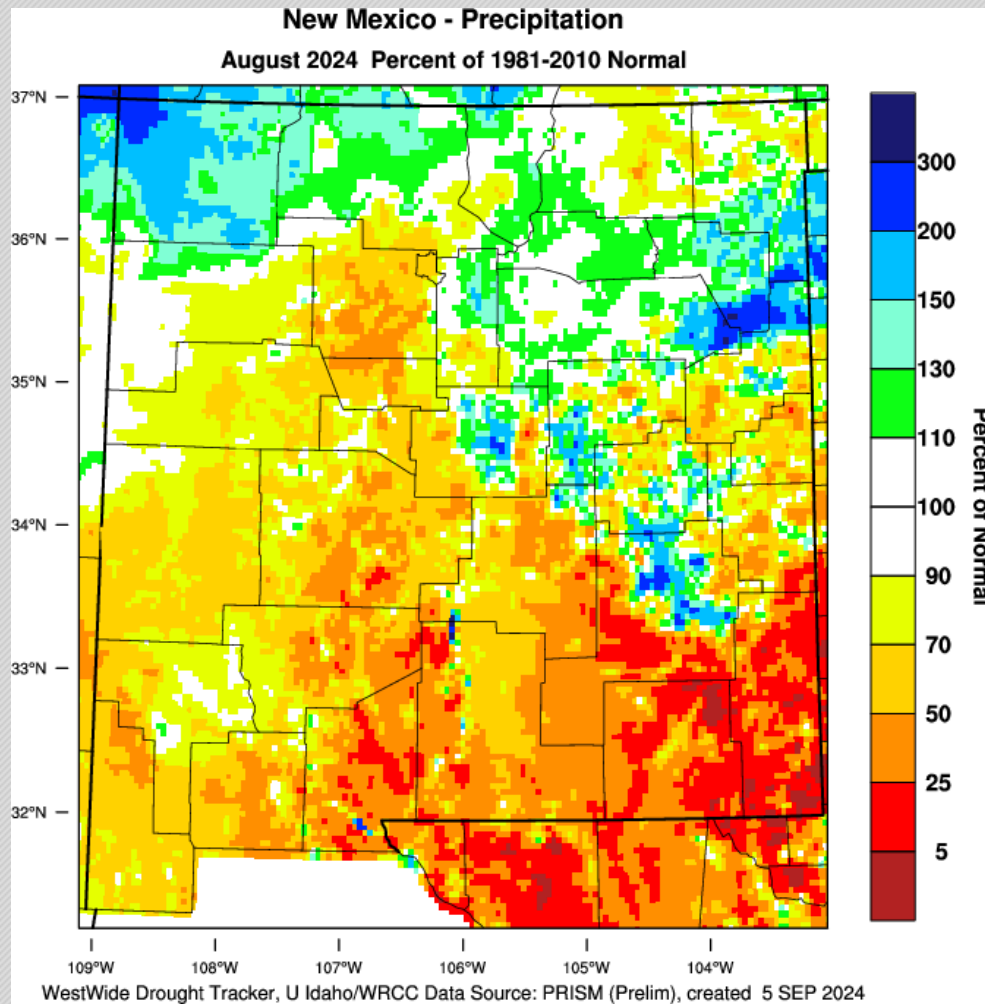 New Mexico - Precipitation
August 2024  Percent of 1981-2010 Normal
37°N
36°N
35°N
34°N
33°N
32°N
109°W
108°W
107°W
106°W
105°W
104°W
300
200
150
130
110
100
90
70
50
25
5
Percent of Normal
WestWide Drought Tracker, U Idaho/WRCC Data Source: PRISM (Prelim), created  5 SEP 2024